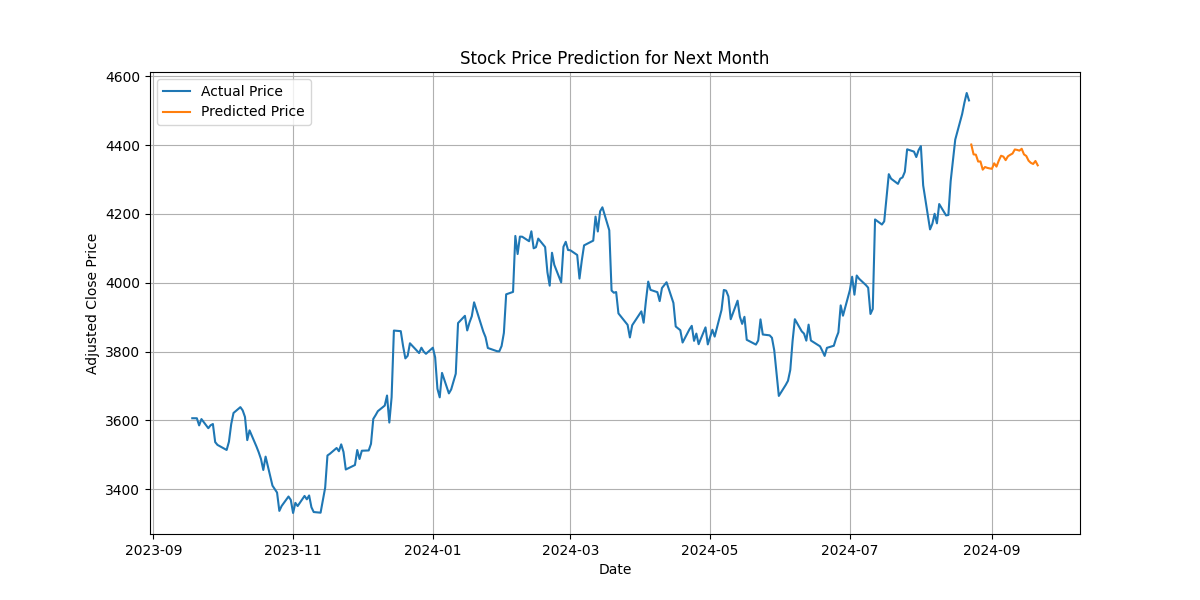 Stock Price Prediction for Next Month
Actual Price
Predicted Price
Adjusted Close Price
4600
4400
4200
4000
3800
3600
3400
2023-09
2023-11
2024-01
2024-03
2024-05
2024-07
2024-09
Date